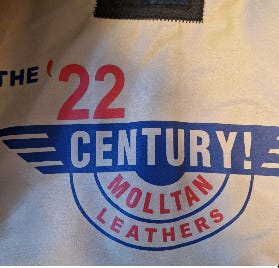 THE '22
CENTURY!
MOLLTAN
LEATHERS